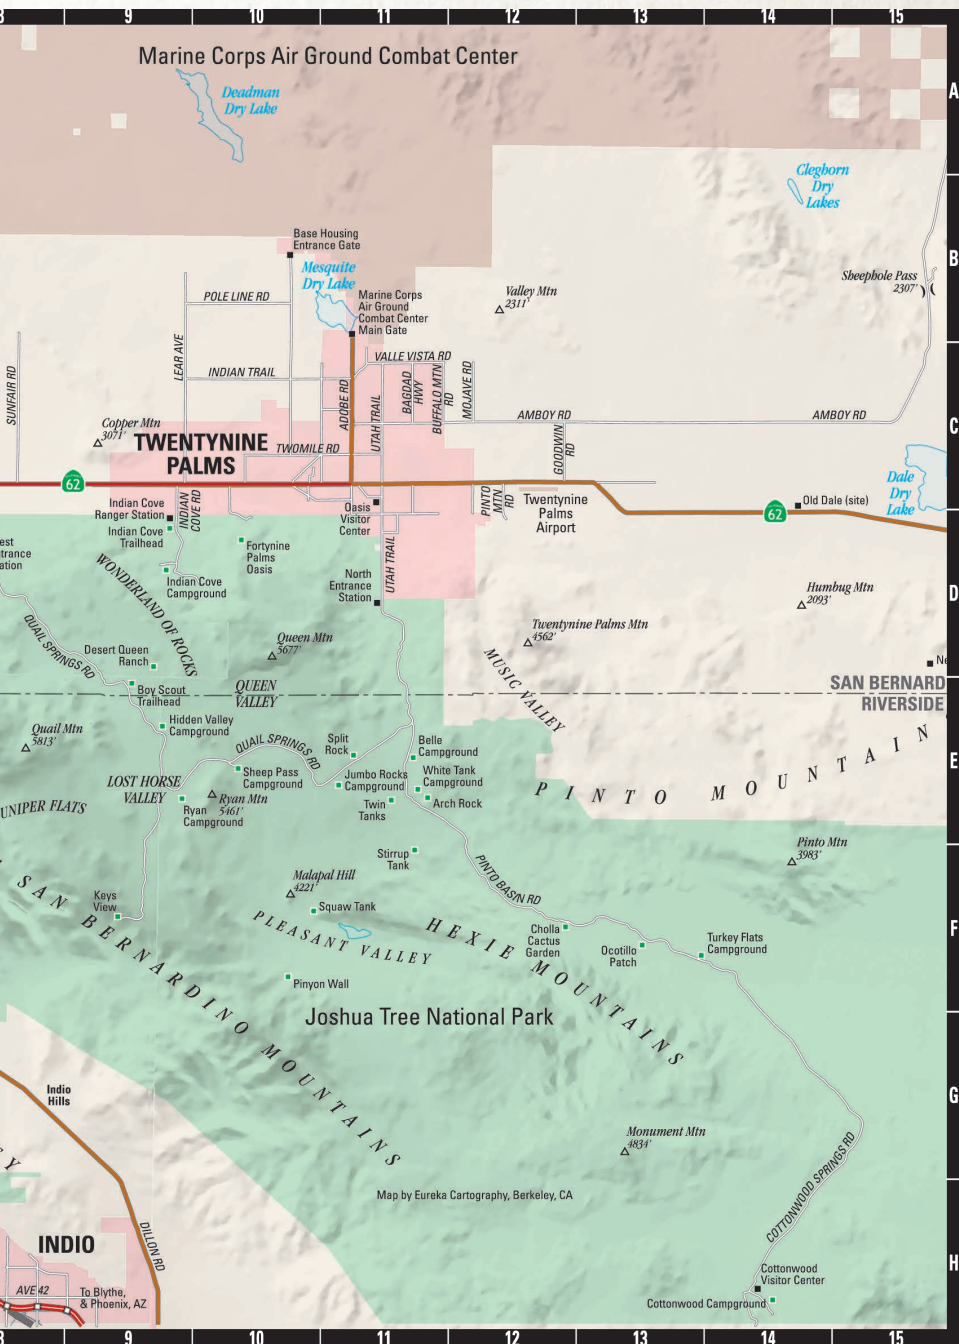 8
9
10
11
12
13
14
15
Marine Corps Air Ground Combat Center
Deadman
Dry Lake
A
Cleghorn
Dry
Lakes
Base Housing
Entrance Gate
B
Mesquite
Dry Lake
Sheephole Pass
2307'
Valley Mtn
2311'
POLE LINE RD
Marine Corps
Air Ground
Combat Center
Main Gate
LEAR AVE
VALLE VISTA RD
SUNFAIR RD
INDIAN TRAIL
ADOBE RD
UTAH TRAIL
BAGDAD
HWY
BUFFALO MTN
RD
MOJAVE RD
AMBOY RD
AMBOY RD
C
Copper Mtn
3071'
TWENTYNINE
PALMS
TWOMILE RD
GOODWIN
RD
62
Dale
Dry
Lake
Indian Cove
Ranger Station
INDIAN
COVE RD
Oasis
Visitor
Center
PINTO
MTN
RD
Twentynine
Palms
Airport
62
Old Dale (site)
Indian Cove
Trailhead
est
trance
ation
Fortynine
Palms
Oasis
UTAH TRAIL
WONDERLAND OF ROCKS
Indian Cove
Campground
North
Entrance
Station
Humbug Mtn
2093'
D
QUAIL SPRINGS RD
Desert Queen
Ranch
Queen Mtn
5677'
Twentynine Palms Mtn
4562'
MUSIC VALLEY
Ne
Boy Scout
Trailhead
QUEEN
VALLEY
SAN BERNARD
RIVERSIDE
Hidden Valley
Campground
Quail Mtn
5813'
QUAIL SPRINGS RD
Split
Rock
Belle
Campground
E
LOST HORSE
VALLEY
Sheep Pass
Campground
Jumbo Rocks
Campground
White Tank
Campground
PINTO MOUNTAIN
UNIPER FLATS
Ryan Mtn
5461'
Ryan
Campground
Twin
Tanks
Arch Rock
Stirrup
Tank
Pinto Mtn
3983'
PINTO BASIN RD
Malapai Hill
4221'
Keys
View
Squaw Tank
SAN BERNARDINO MOUNTAINS
PLEASANT VALLEY
HEXIE MOUNTAINS
Cholla
Cactus
Garden
Ocotillo
Patch
Turkey Flats
Campground
F
Pinyon Wall
Joshua Tree National Park
Indio
Hills
G
Monument Mtn
4834'
EY
COTTONWOOD SPRINGS RD
Map by Eureka Cartography, Berkeley, CA
INDIO
DILLON RD
H
Cottonwood
Visitor Center
AVE 42
To Blythe,
& Phoenix, AZ
Cottonwood Campground
8
9
10
11
12
13
14
15